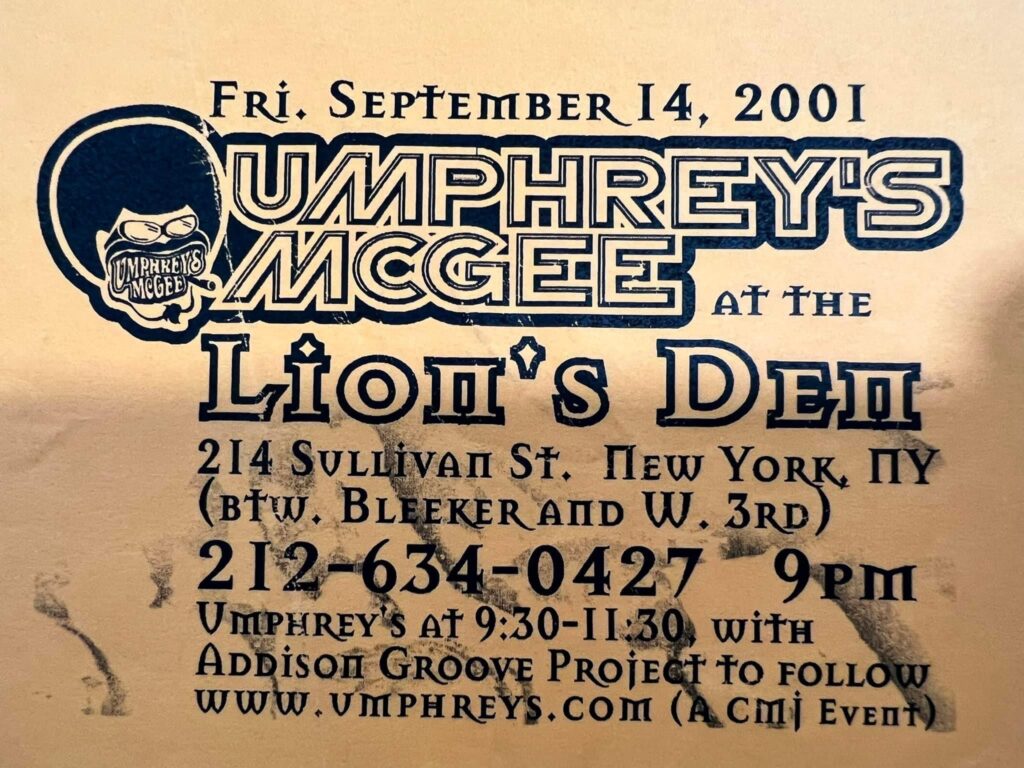 Fri. September 14, 2001
UMPHREY'S
MCGEE at the
UMPHREY'S
MCGEE
Lion's Den
214 Sullivan St. New York, NY
(btw. Bleeker and W. 3rd)
212-634-0427 9pm
Umphrey's at 9:30-11:30, with
Addison Groove Project to follow
www.umphreys.com (A CMJ Event)